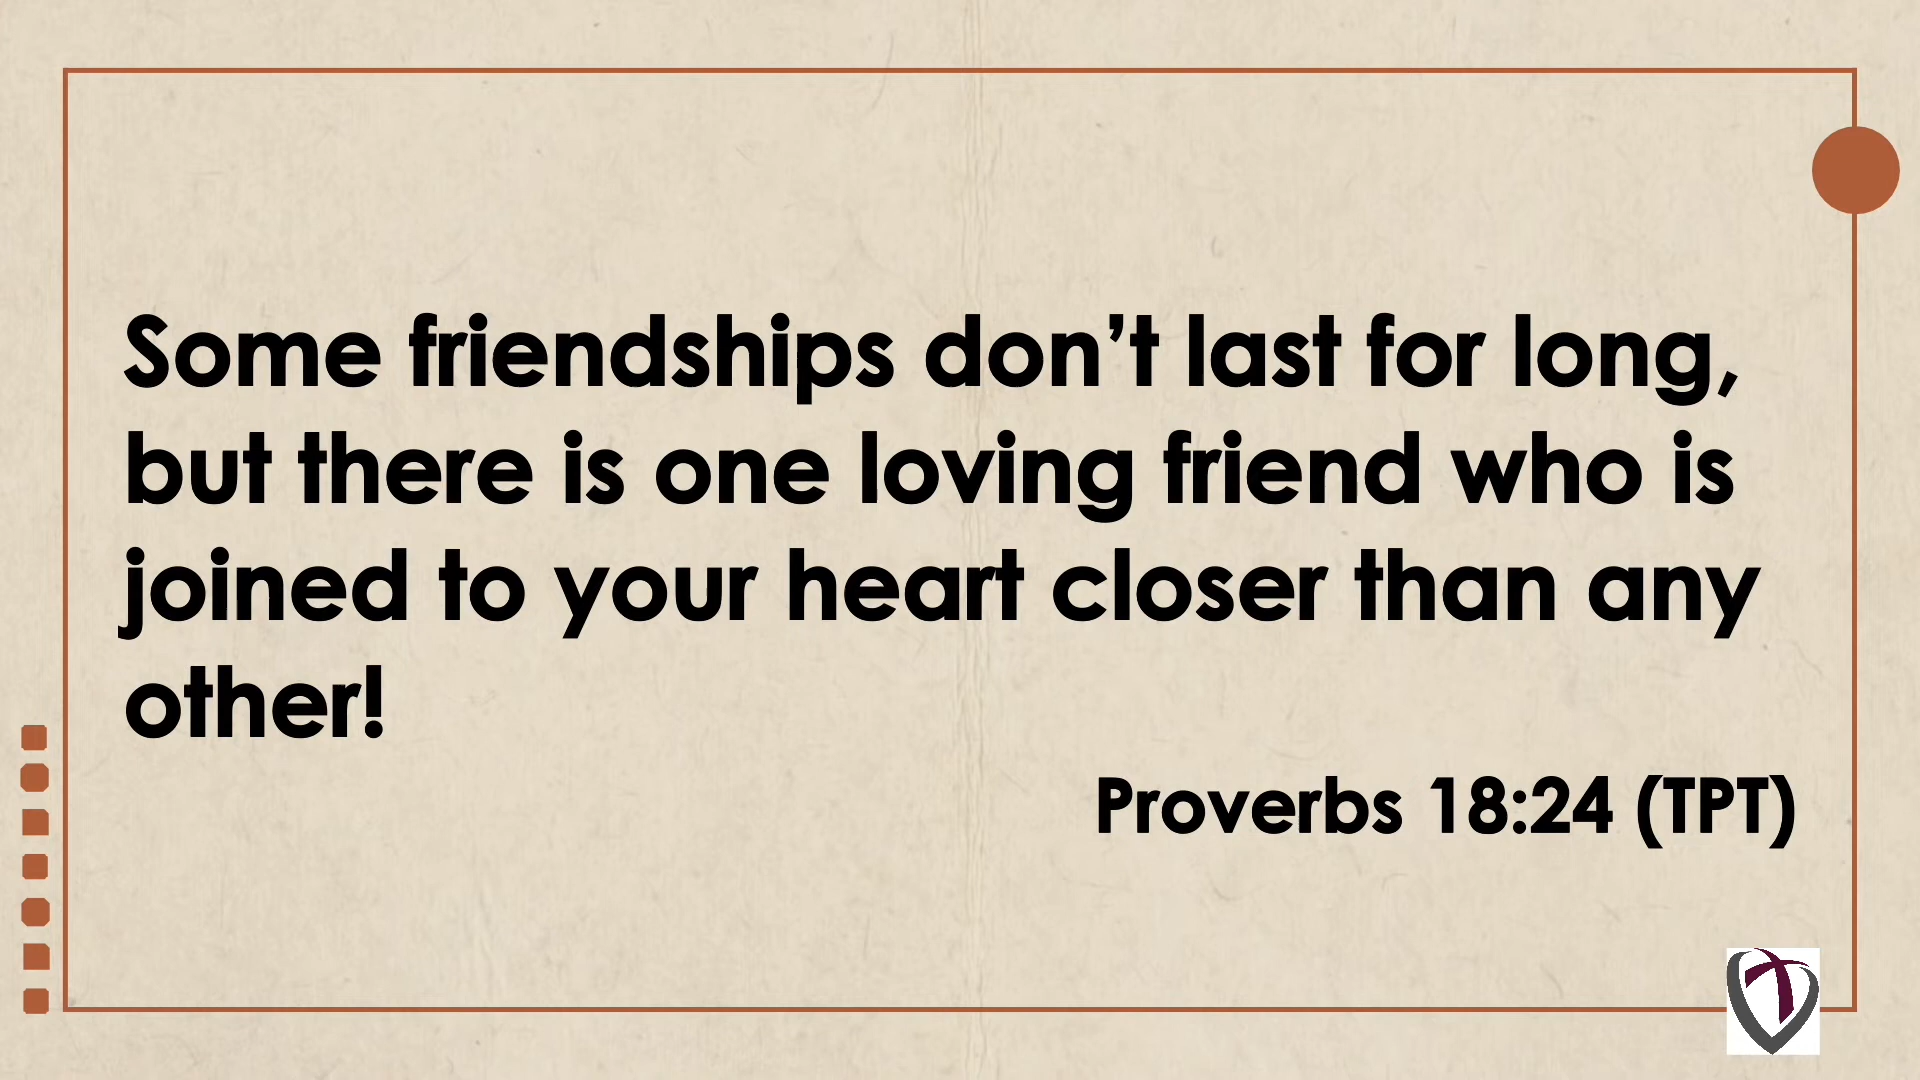 Some friendships don’t last for long,
but there is one loving friend who is
joined to your heart closer than any
other!
Proverbs 18:24 (TPT)